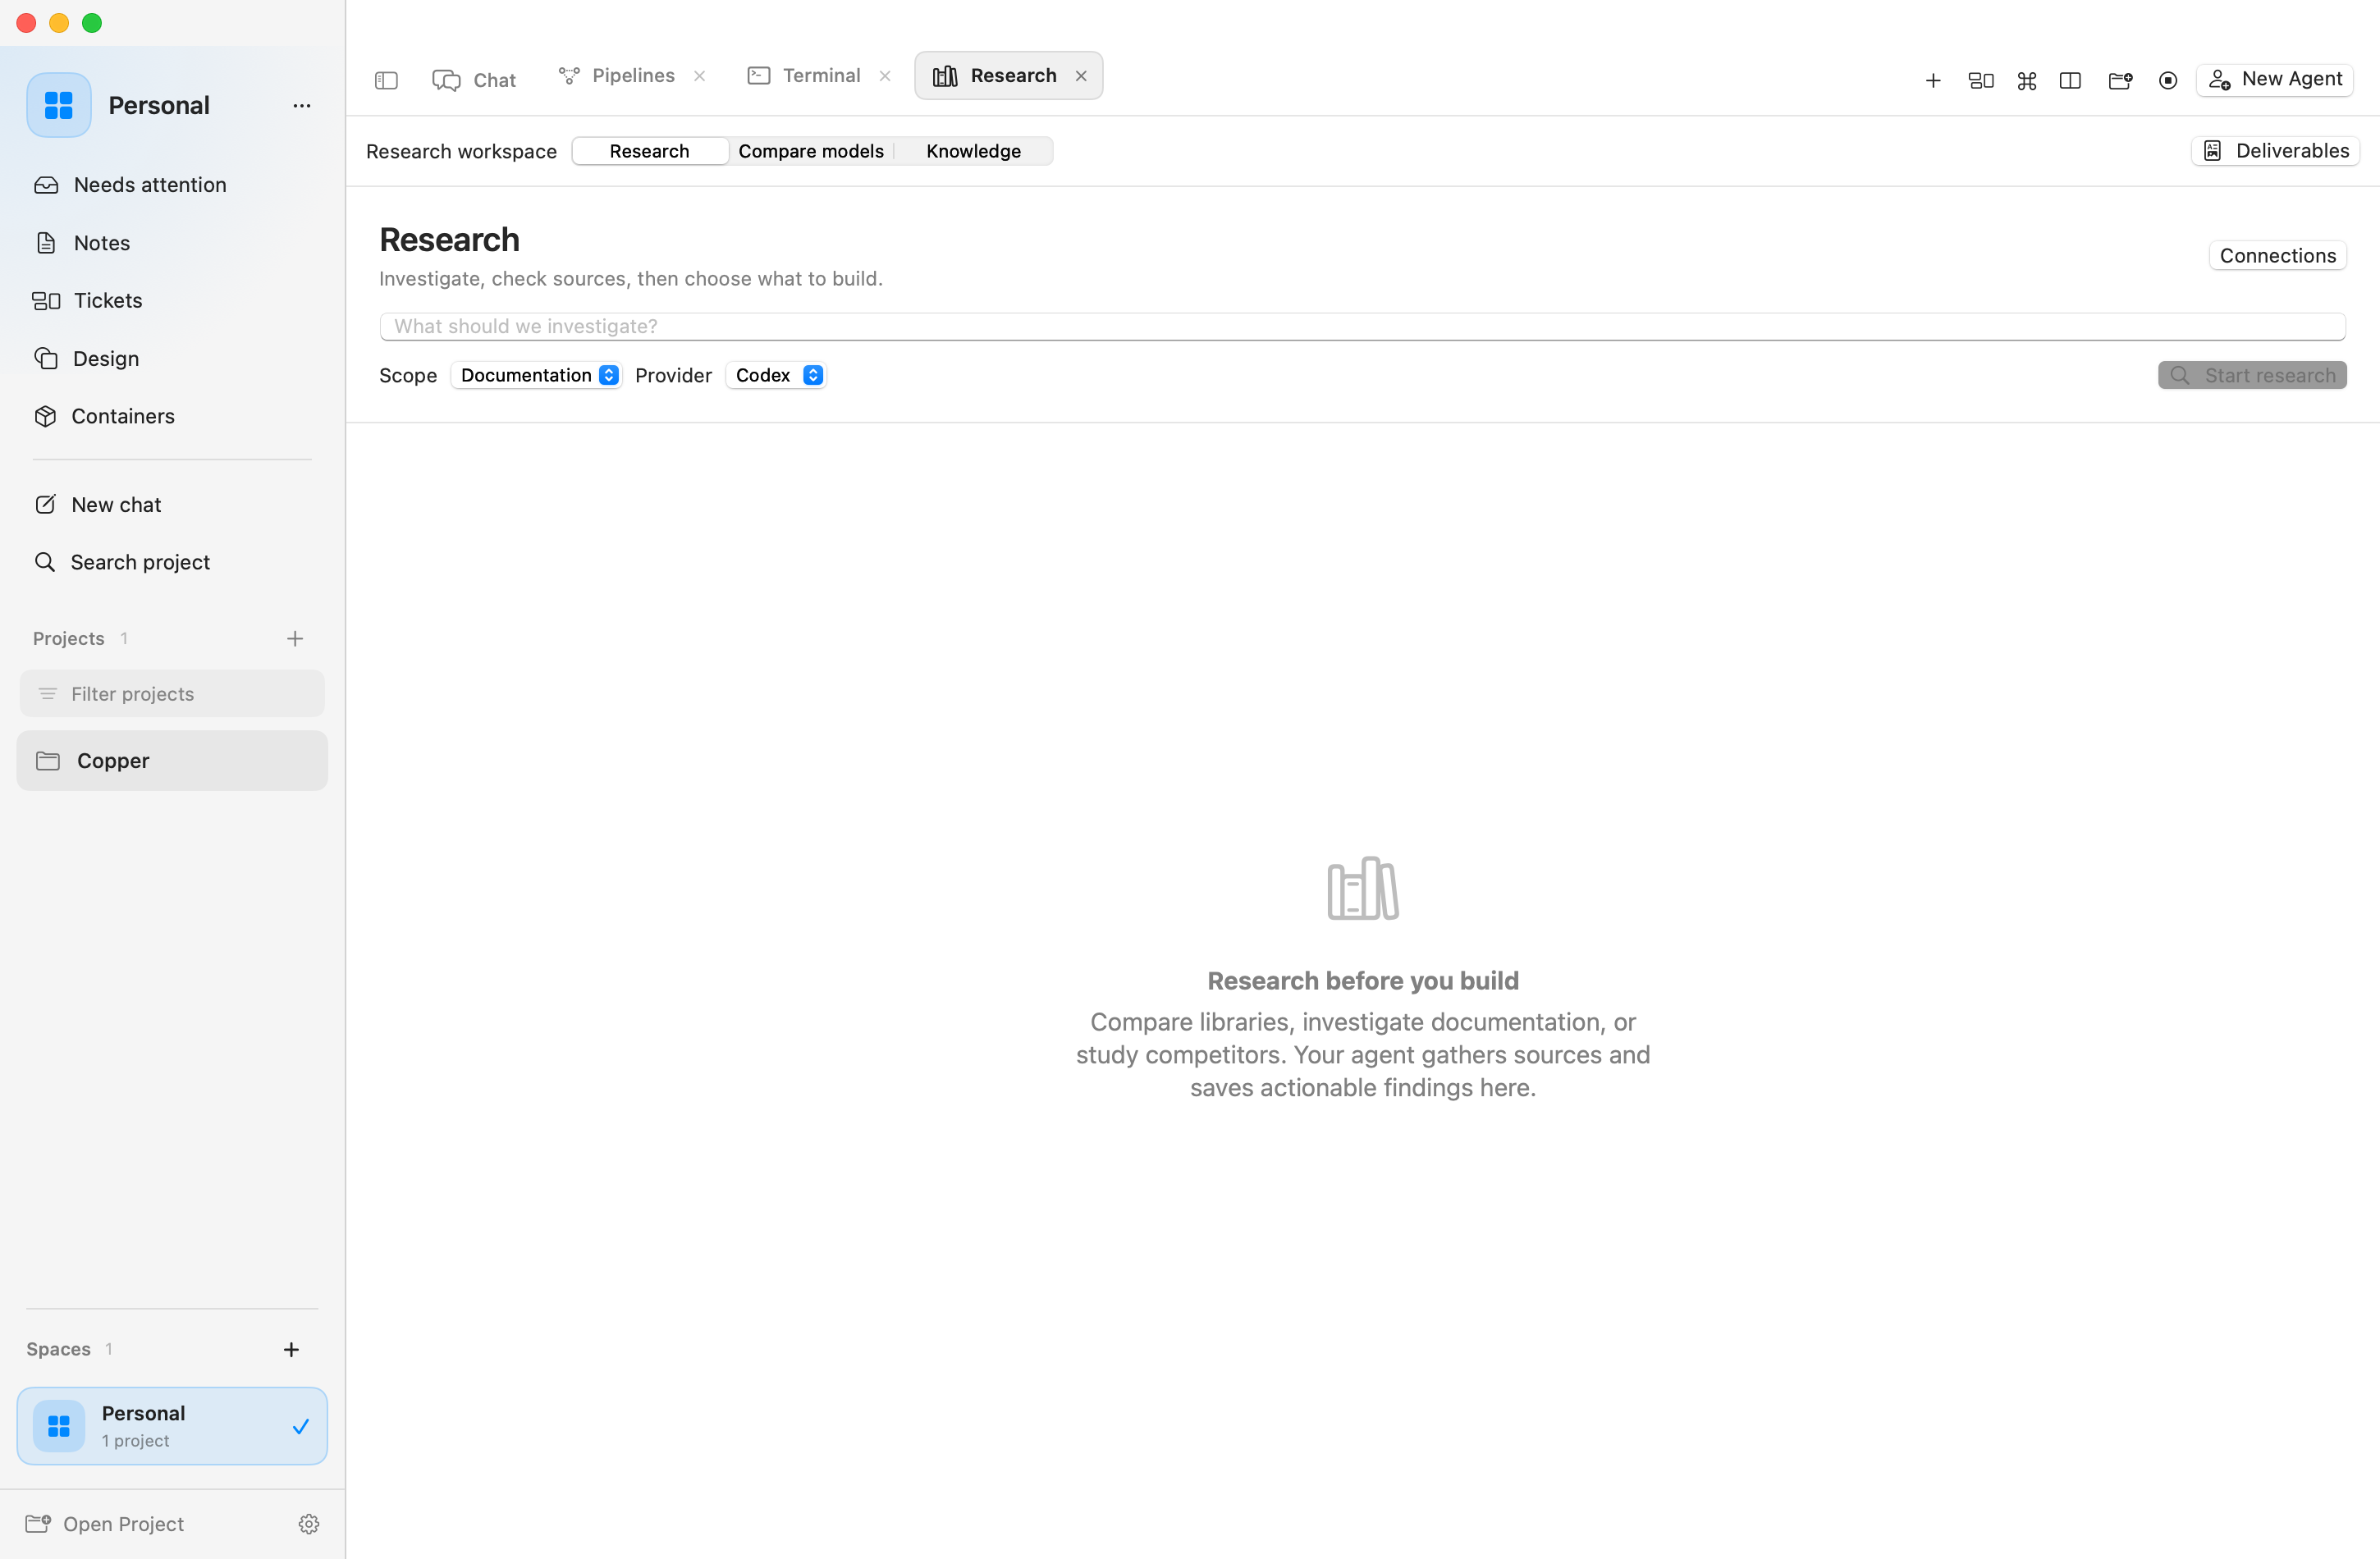 Personal
Needs attention
Notes
Tickets
Design
Containers
New chat
Search project
Projects 1
Filter projects
Copper
Spaces 1
Personal
1 project
Open Project
Chat
Pipelines
Terminal
Research
New Agent
Research workspace
Research
Compare models
Knowledge
Deliverables
Research
Investigate, check sources, then choose what to build.
Connections
What should we investigate?
Scope
Documentation
Provider
Codex
Start research
Research before you build
Compare libraries, investigate documentation, or
study competitors. Your agent gathers sources and
saves actionable findings here.